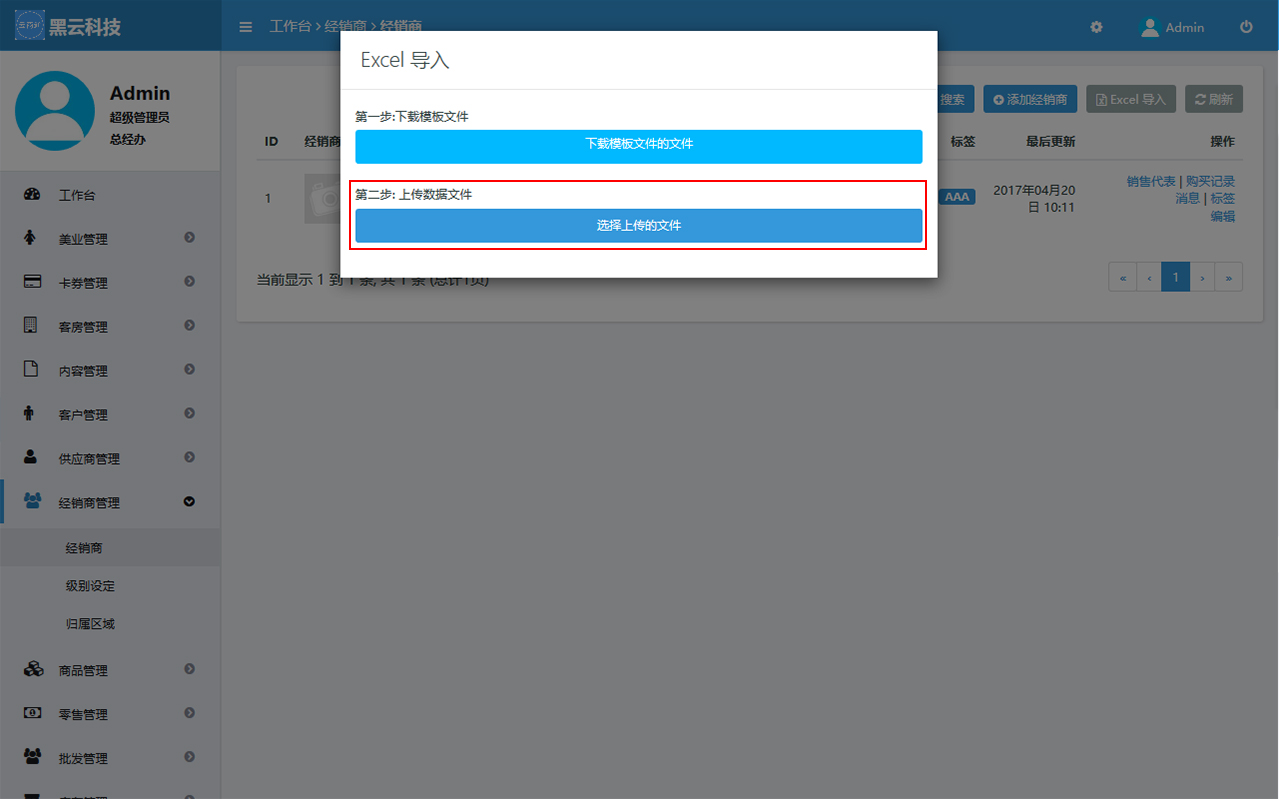 黑云科技
工作台 > 经销商 > 经销商
Admin
Excel 导入
第一步:下载模板文件
下载模板文件的文件
第二步: 上传数据文件
选择上传的文件
Admin
超级管理员
总经办
搜索
添加经销商
Excel 导入
刷新
ID
经销商
标签
最后更新
操作
1
AAA
2017年04月20
日 10:11
销售代表 | 购买记录
消息 | 标签
编辑
当前显示 1 到 1 条, 共 1 条 (总计1页)
« ‹ 1 › »
工作台
美业管理
卡券管理
客房管理
内容管理
客户管理
供应商管理
经销商管理
经销商
级别设定
归属区域
商品管理
零售管理
批发管理